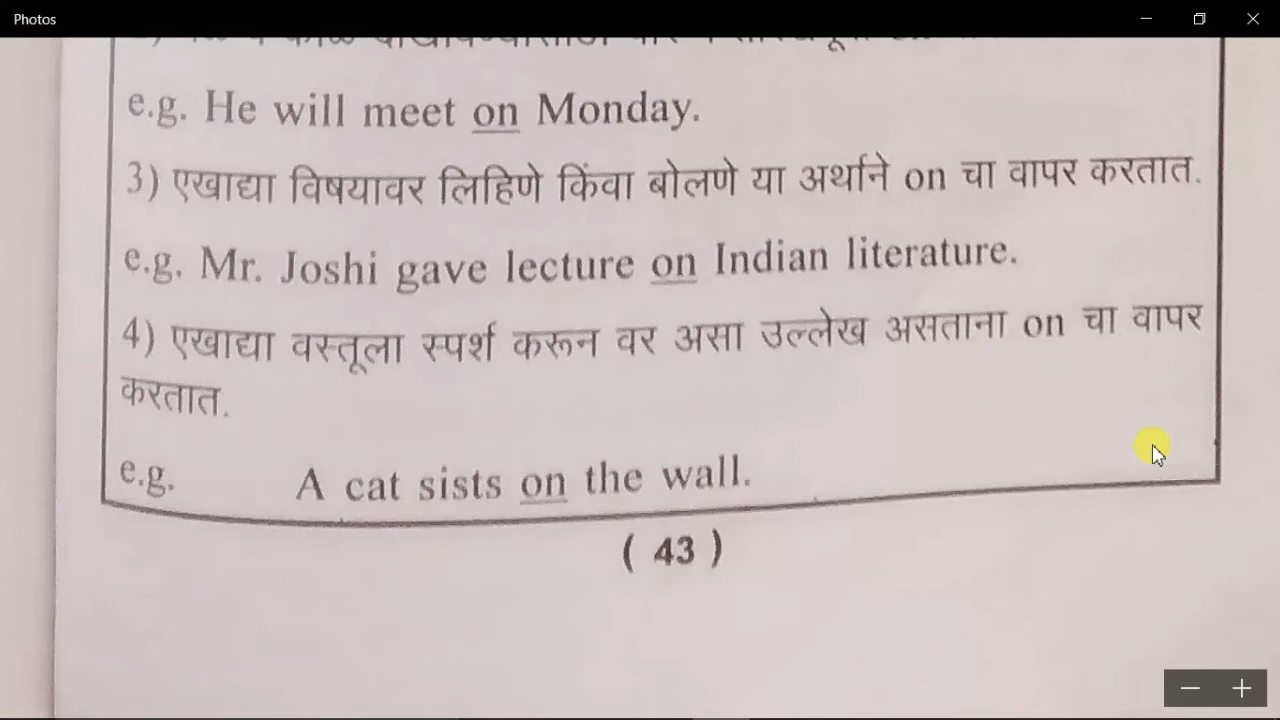 Photos
e.g. He will meet on Monday.
3) एखाद्या विषयावर लिहिणे किंवा बोलणे या अर्थाने on चा वापर करतात.
e.g. Mr. Joshi gave lecture on Indian literature.
4) एखाद्या वस्तूला स्पर्श करून वर असा उल्लेख असताना on चा वापर
करतात.
e.g. A cat sists on the wall.
( 43 )